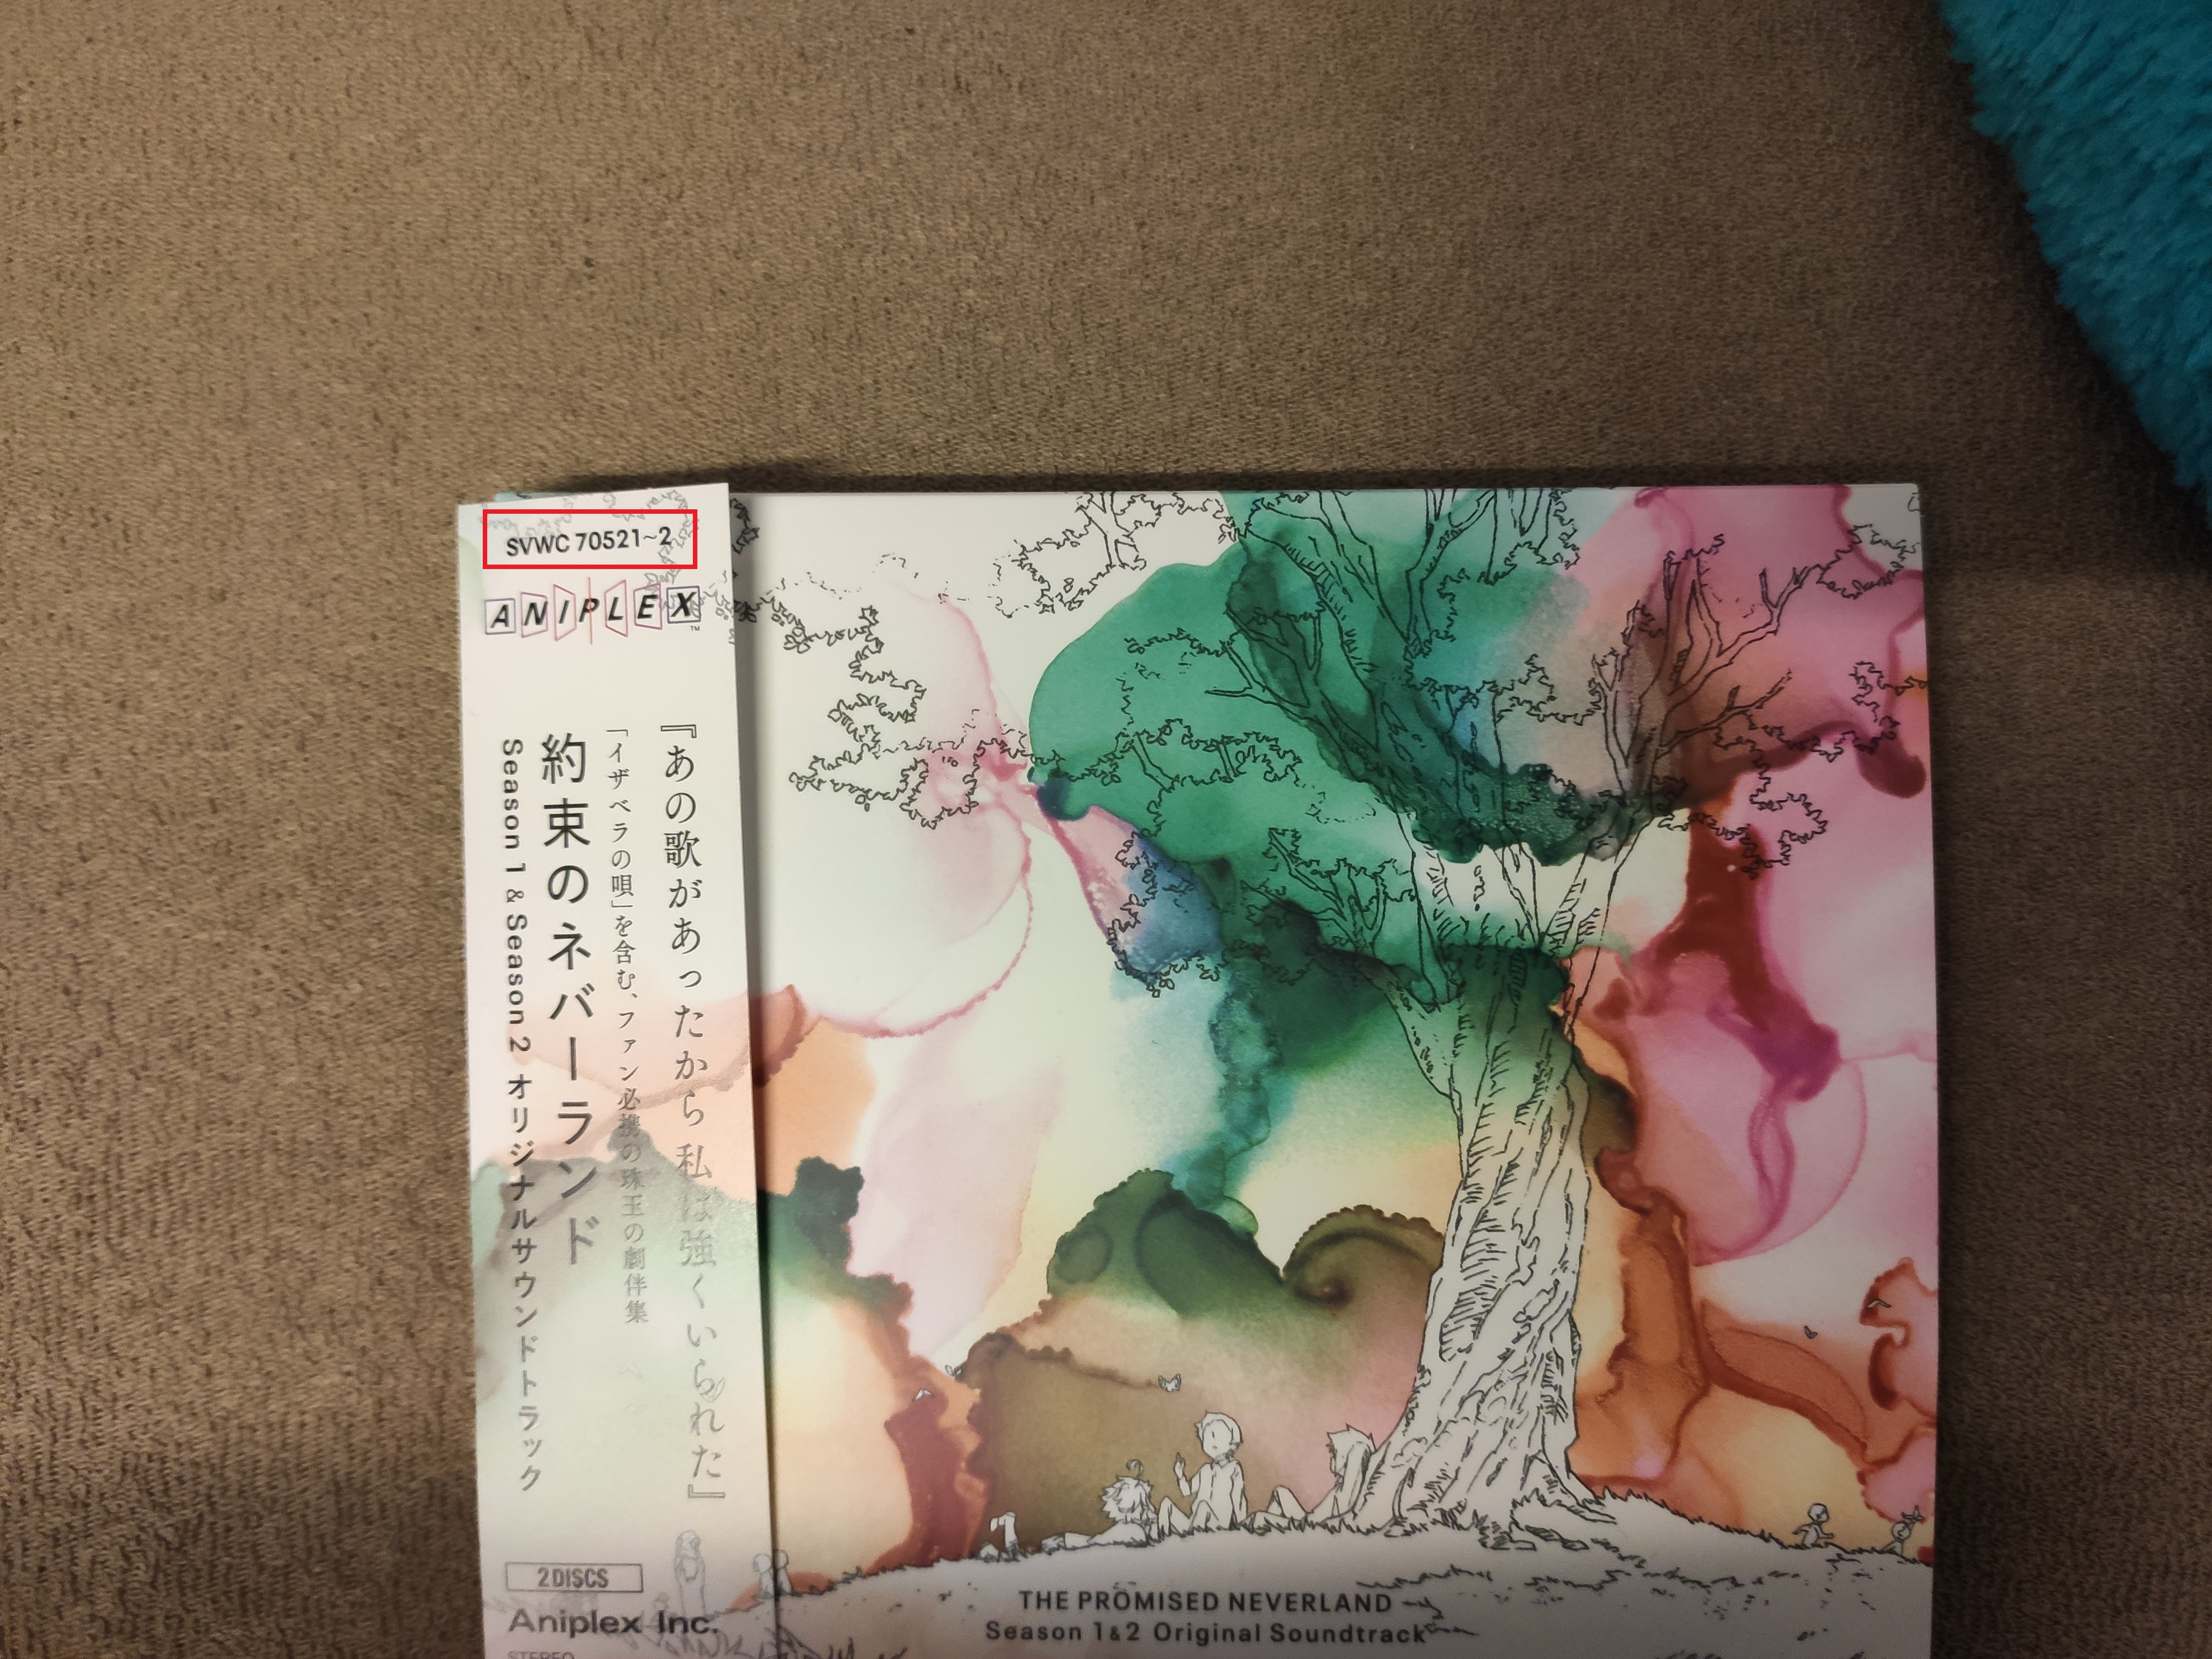 SVWC 70521~2
ANIPLEX™
『あの歌があったから私は強くいられた』
「イザベラの唄」を含む、ファン必携の珠玉の劇伴集
約束のネバーランド
Season 1 & Season 2 オリジナルサウンドトラック
2DISCS
Aniplex Inc.
STEREO
THE PROMISED NEVERLAND
Season 1&2 Original Soundtrack